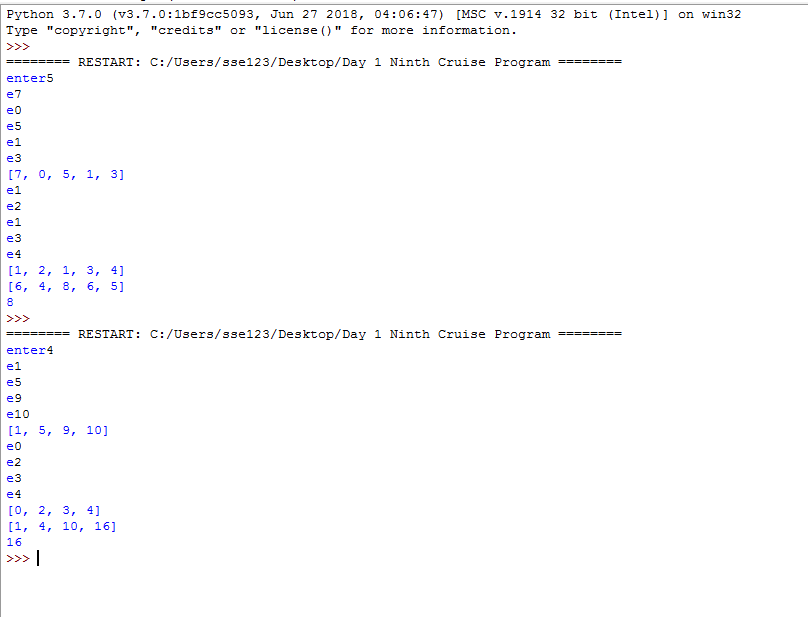 Python 3.7.0 (v3.7.0:1bf9cc5093, Jun 27 2018, 04:06:47) [MSC v.1914 32 bit (Intel)] on win32
Type "copyright", "credits" or "license()" for more information.
>>>
======== RESTART: C:/Users/sse123/Desktop/Day 1 Ninth Cruise Program ========
enter5
e7
e0
e5
e1
e3
[7, 0, 5, 1, 3]
e1
e2
e1
e3
e4
[1, 2, 1, 3, 4]
[6, 4, 8, 6, 5]
8
>>>
======== RESTART: C:/Users/sse123/Desktop/Day 1 Ninth Cruise Program ========
enter4
e1
e5
e9
e10
[1, 5, 9, 10]
e0
e2
e3
e4
[0, 2, 3, 4]
[1, 4, 10, 16]
16
>>>